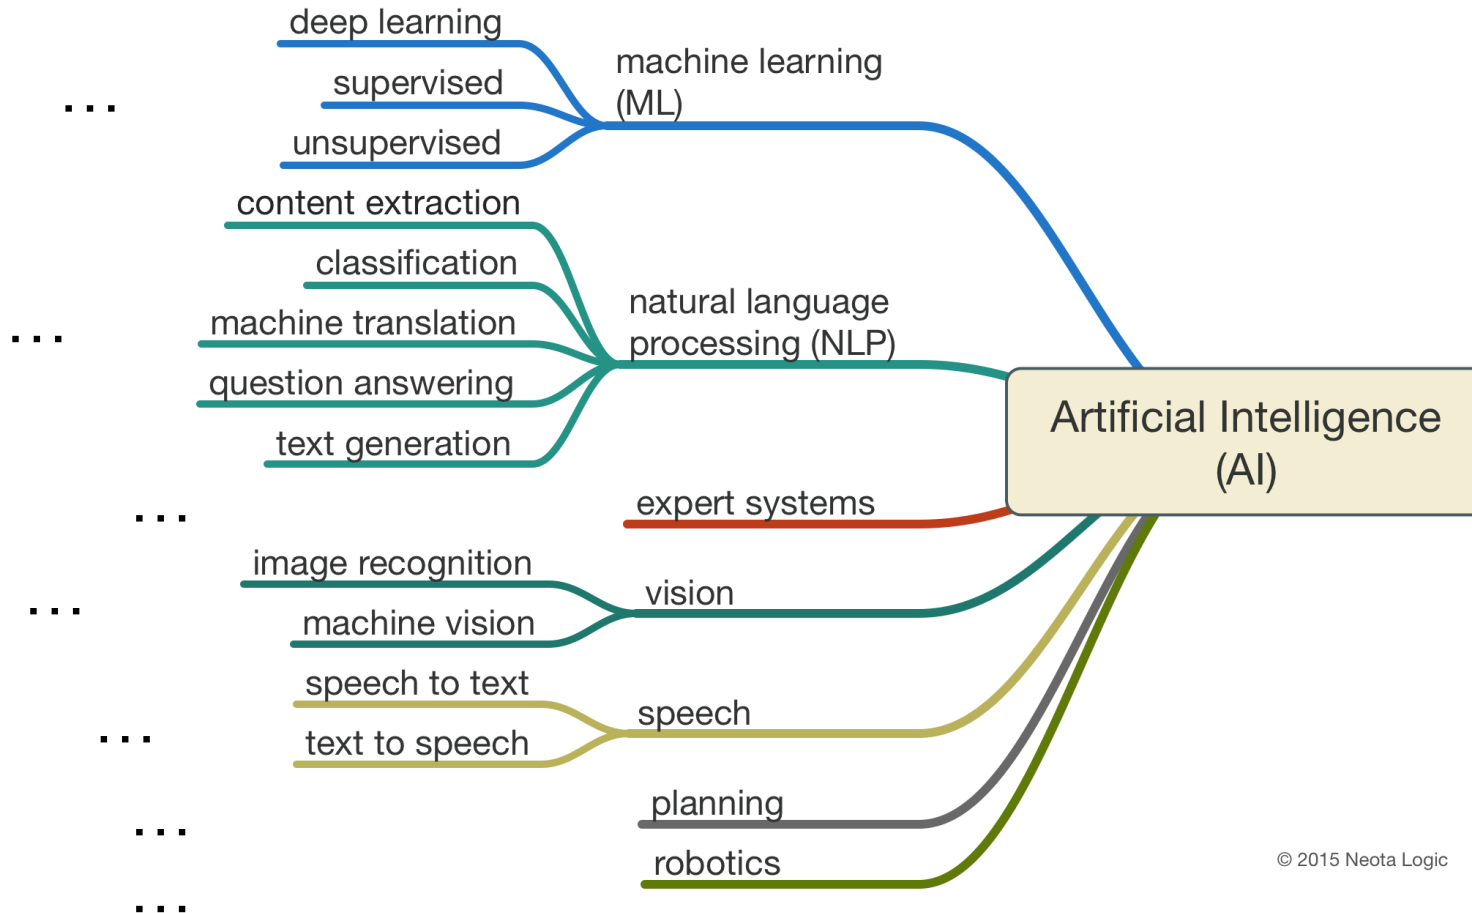 deep learning
supervised
unsupervised
machine learning
(ML)
...
content extraction
classification
machine translation
question answering
text generation
natural language
processing (NLP)
...
Artificial Intelligence
(AI)
expert systems
...
image recognition
machine vision
vision
...
speech to text
text to speech
speech
...
planning
...
robotics
...
© 2015 Neota Logic